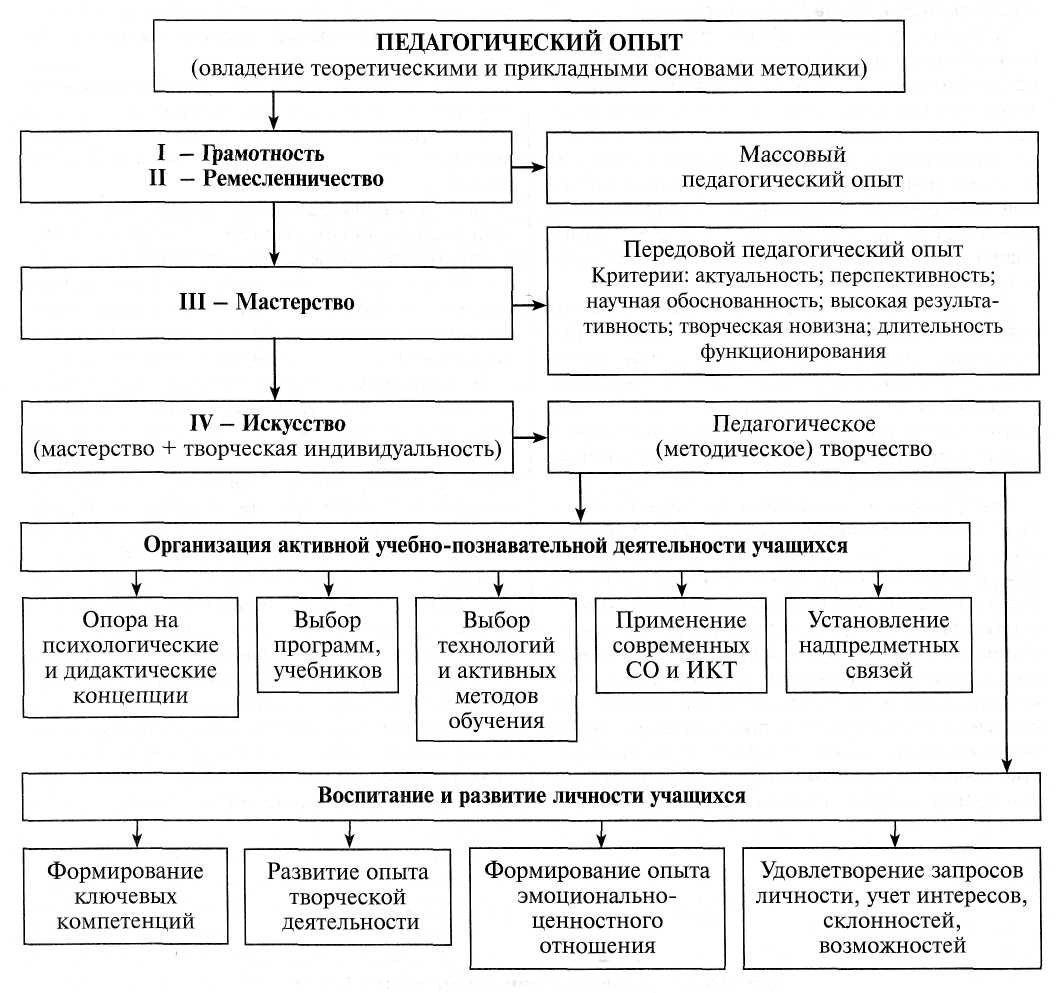 ПЕДАГОГИЧЕСКИЙ ОПЫТ
(овладение теоретическими и прикладными основами методики)
I – Грамотность
II – Ремесленничество
Массовый
педагогический опыт
III – Мастерство
Передовой педагогический опыт
Критерии: актуальность; перспективность;
научная обоснованность; высокая результа-
тивность; творческая новизна; длительность
функционирования
IV – Искусство
(мастерство + творческая индивидуальность)
Педагогическое
(методическое) творчество
Организация активной учебно-познавательной деятельности учащихся
Опора на
психологические
и дидактические
концепции
Выбор
программ,
учебников
Выбор
технологий
и активных
методов
обучения
Применение
современных
СО и ИКТ
Установление
надпредметных
связей
Воспитание и развитие личности учащихся
Формирование
ключевых
компетенций
Развитие опыта
творческой
деятельности
Формирование опыта
эмоционально-
ценностного
отношения
Удовлетворение запросов
личности, учет интересов,
склонностей,
возможностей